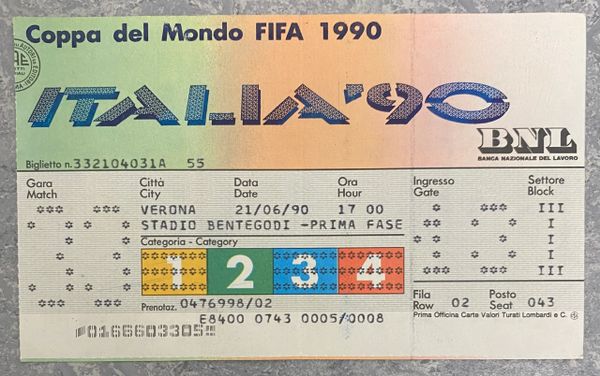 Coppa del Mondo FIFA 1990
ITALIA '90
BNL
BANCA NAZIONALE DEL LAVORO
Biglietto n.332104031A 55
Gara Città Data Ora Ingresso Settore
Match City Date Hour Gate Block
VERONA 21/06/90 17 00 III
STADIO BENTEGODI -PRIMA FASE I
Categoria - Category I
1 2 3 4 III
Prenotaz. 0476998/02
Fila Row 02 Posto Seat 043
E8400 0743 0005/0008
Prima Officina Carte Valori Turati Lombardi e C.
01666603305